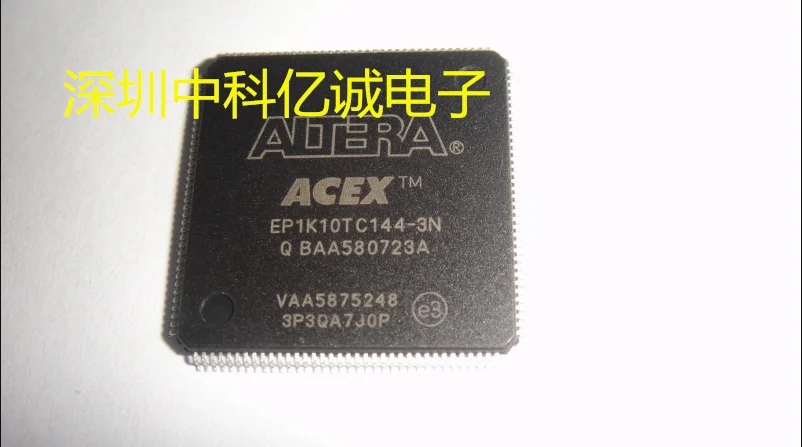 深圳中科亿诚电子
ALTERA®
ACEX™
EP1K10TC144-3N
Q BAA580723A
VAA5875248
3P3QA7J0P
e3